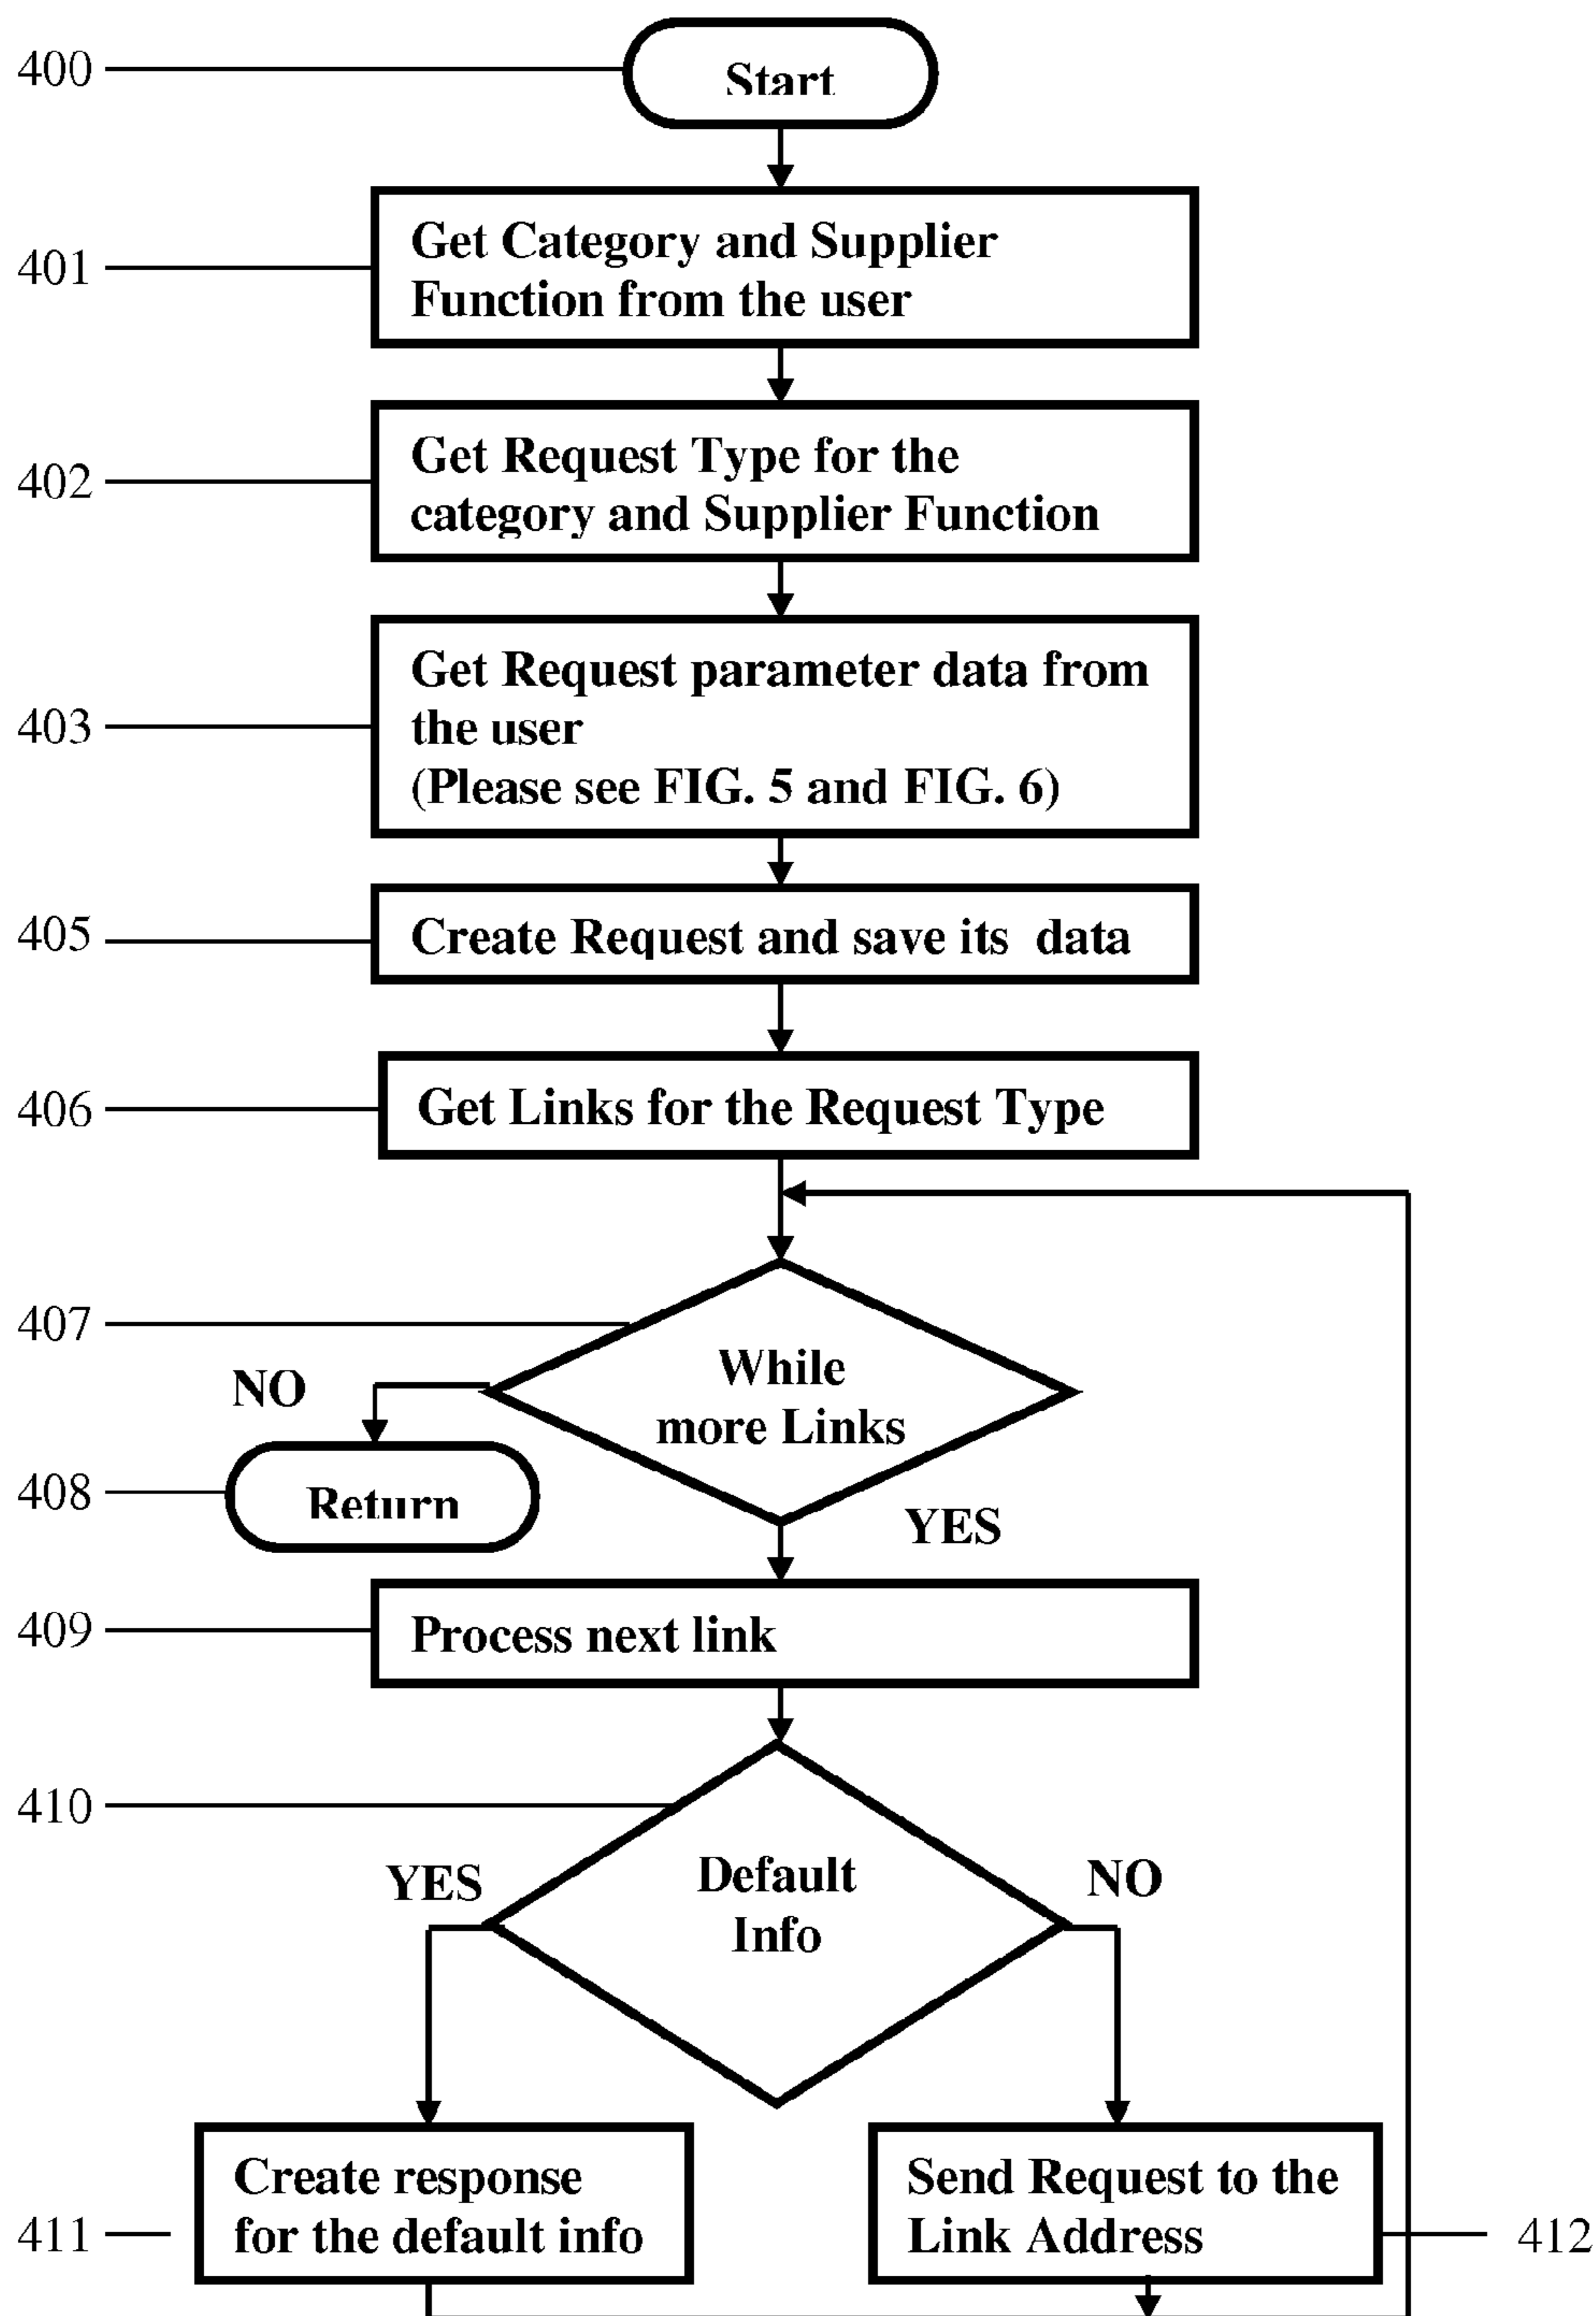 400
Start
401
Get Category and Supplier
Function from the user
402
Get Request Type for the
category and Supplier Function
403
Get Request parameter data from
the user
(Please see FIG. 5 and FIG. 6)
405
Create Request and save its data
406
Get Links for the Request Type
407
While
more Links
NO
408
Return
YES
409
Process next link
410
Default
Info
YES
NO
411
Create response
for the default info
Send Request to the
Link Address
412